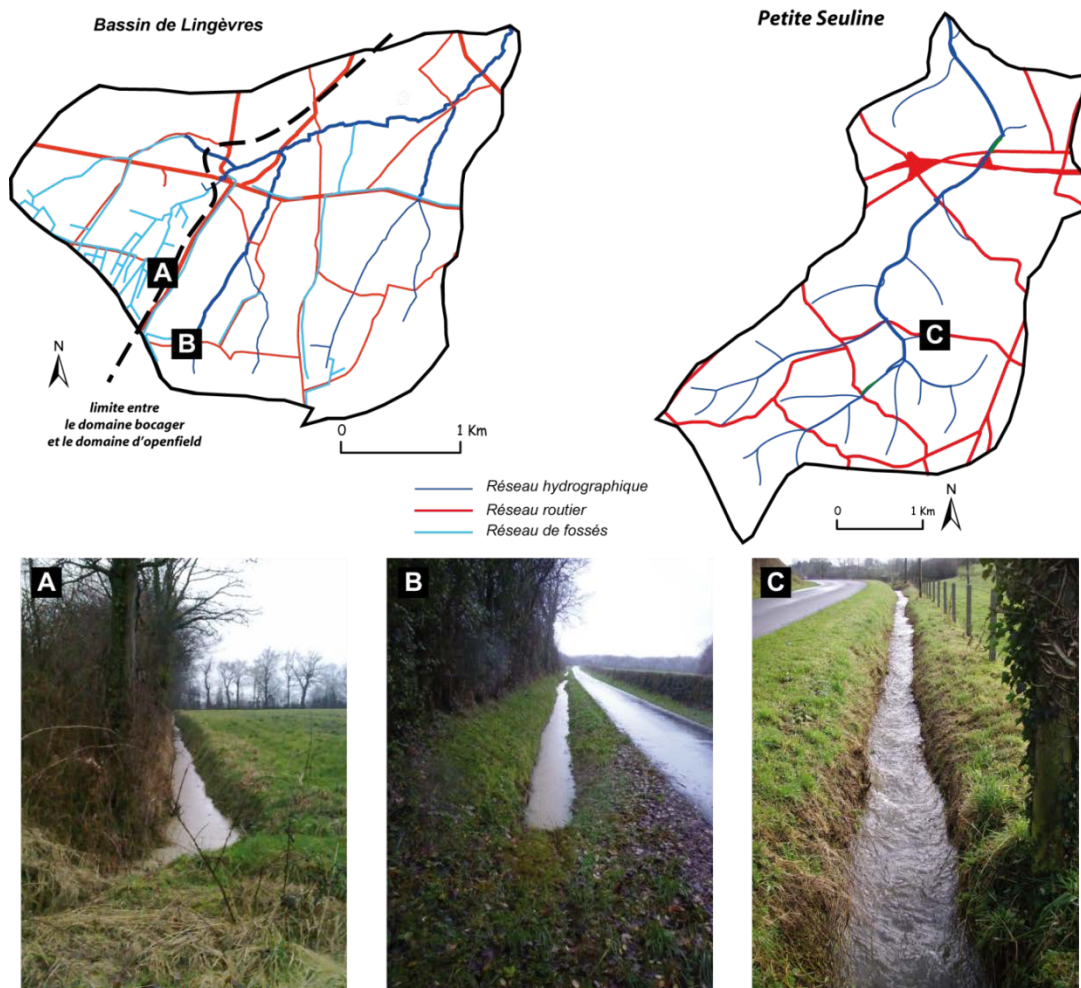 Bassin de Lingèvres
Petite Seuline
A
B
C
N
limite entre
le domaine bocager
et le domaine d'openfield
0 1 Km
Réseau hydrographique
Réseau routier
Réseau de fossés
N
0 1 Km
A
B
C